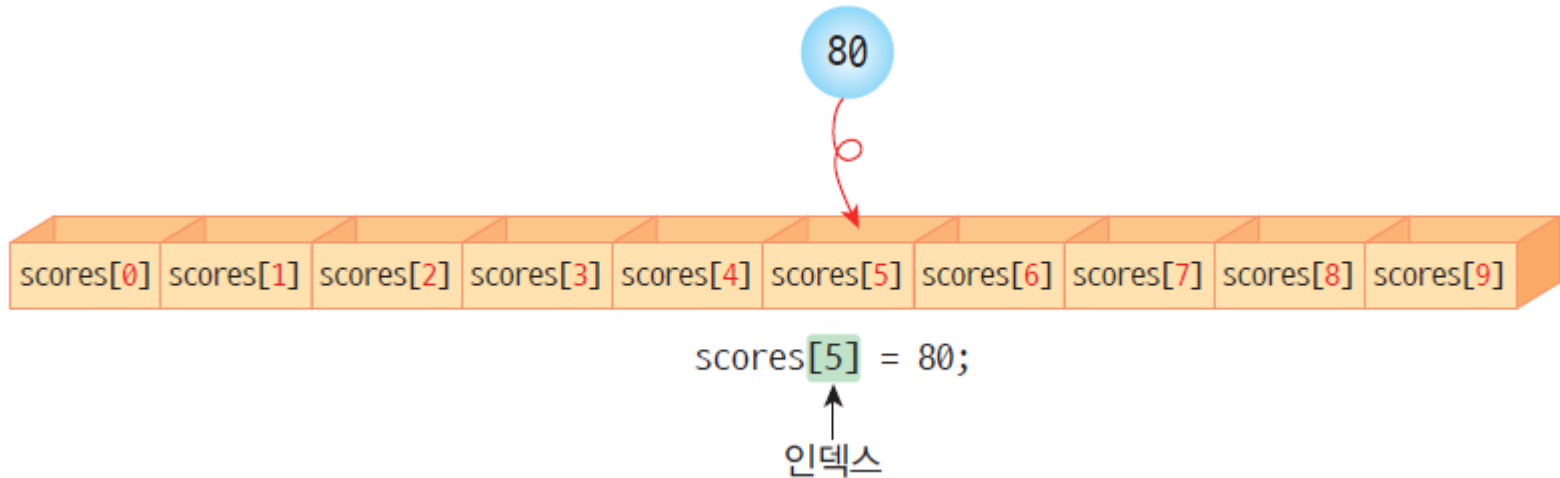 80
scores[0] scores[1] scores[2] scores[3] scores[4] scores[5] scores[6] scores[7] scores[8] scores[9]
scores[5] = 80;
인덱스